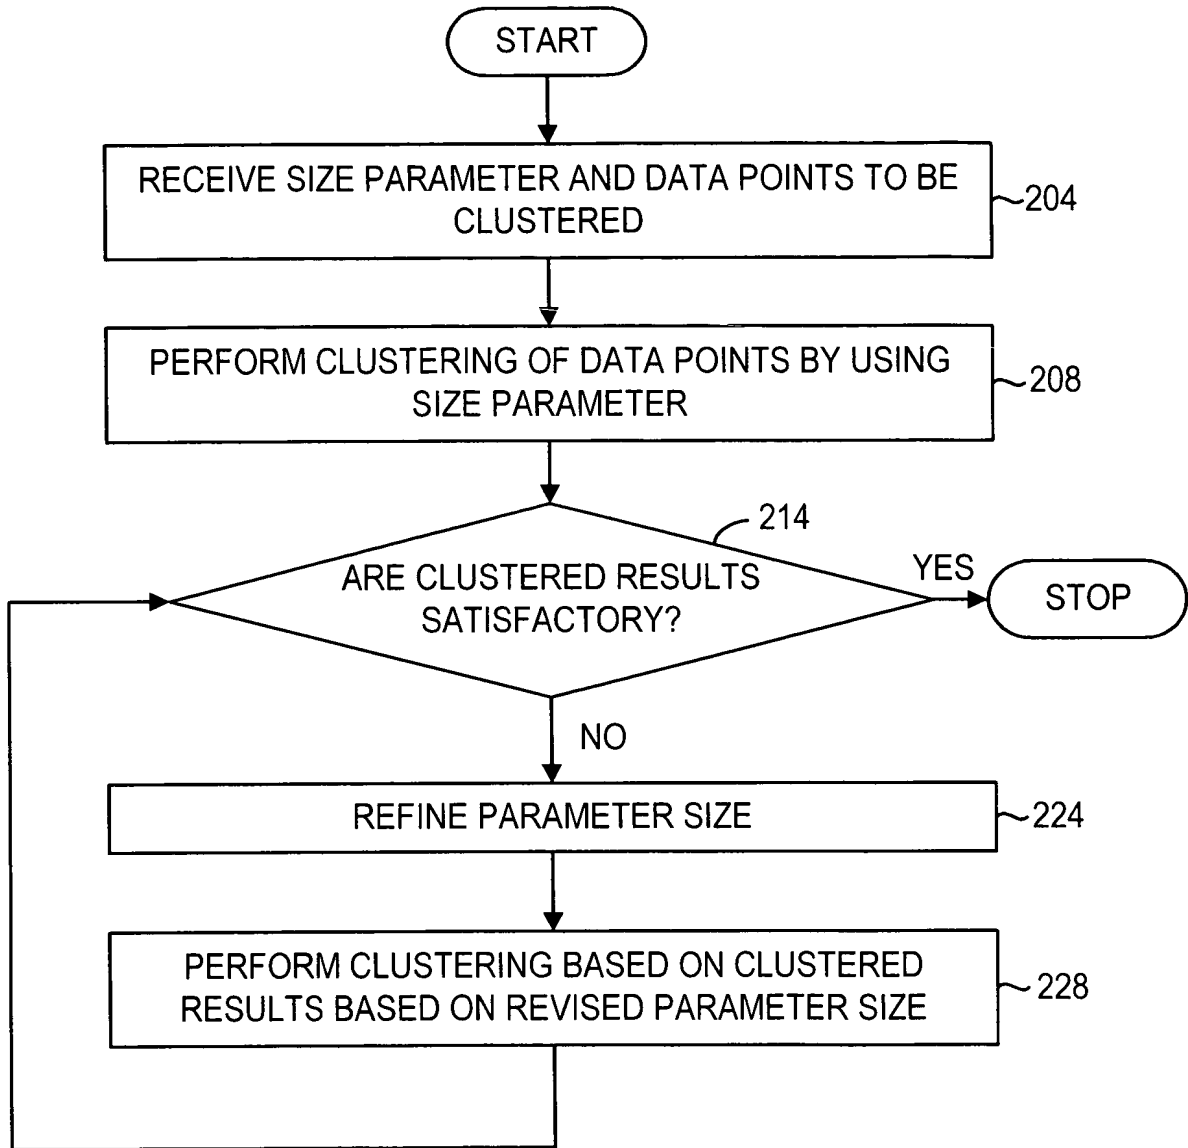 START
RECEIVE SIZE PARAMETER AND DATA POINTS TO BE
CLUSTERED
204
PERFORM CLUSTERING OF DATA POINTS BY USING
SIZE PARAMETER
208
214
ARE CLUSTERED RESULTS
SATISFACTORY?
YES
STOP
NO
REFINE PARAMETER SIZE
224
PERFORM CLUSTERING BASED ON CLUSTERED
RESULTS BASED ON REVISED PARAMETER SIZE
228